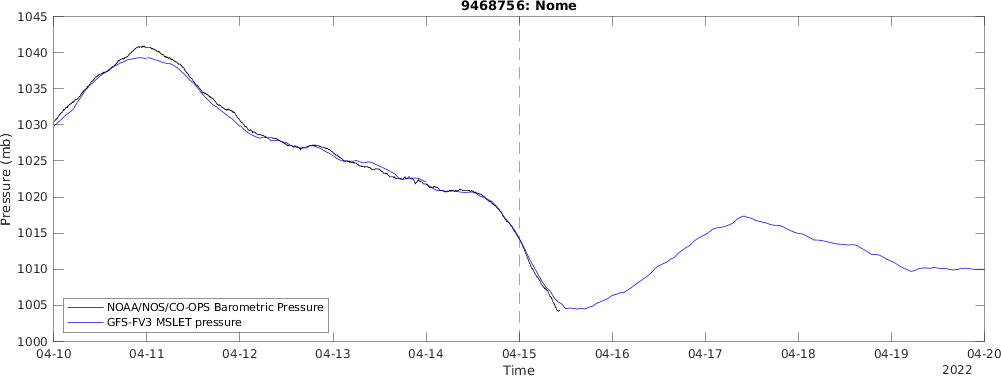 9468756: Nome
Pressure (mb)
1045
1040
1035
1030
1025
1020
1015
1010
1005
1000
NOAA/NOS/CO-OPS Barometric Pressure
GFS-FV3 MSLET pressure
04-10 04-11 04-12 04-13 04-14 04-15 04-16 04-17 04-18 04-19 04-20
Time
2022